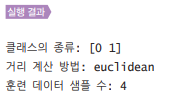 실행 결과
클래스의 종류: [0 1]
거리 계산 방법: euclidean
훈련 데이터 샘플 수: 4